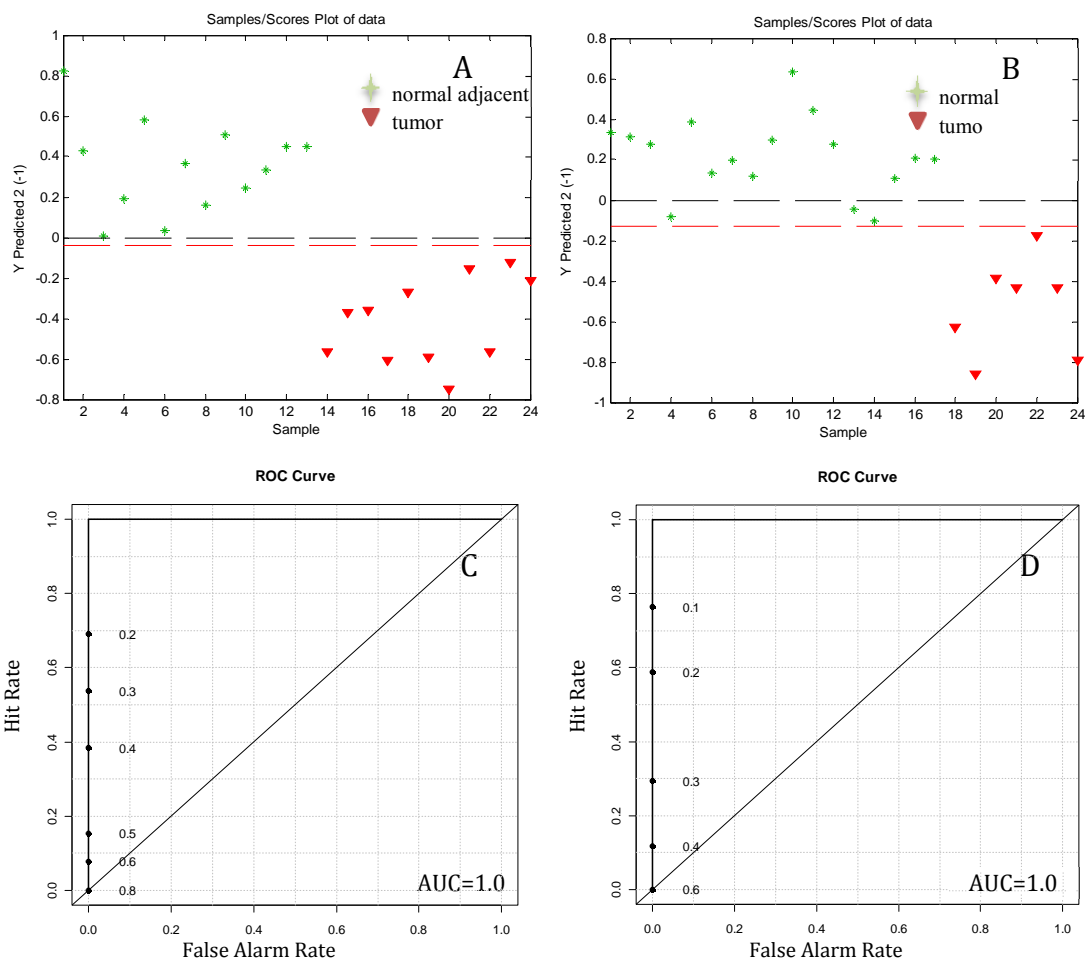 Samples/Scores Plot of data
A
normal adjacent
tumor
1
0.8
0.6
0.4
0.2
0
-0.2
-0.4
-0.6
-0.8
Y Predicted 2 (-1)
2 4 6 8 10 12 14 16 18 20 22 24
Sample
Samples/Scores Plot of data
B
normal
tumo
0.8
0.6
0.4
0.2
0
-0.2
-0.4
-0.6
-0.8
-1
Y Predicted 2 (-1)
2 4 6 8 10 12 14 16 18 20 22 24
Sample
ROC Curve
C
1.0
0.8
0.6
0.4
0.2
0.0
Hit Rate
0.2
0.3
0.4
0.5
0.6
0.8
AUC=1.0
0.0 0.2 0.4 0.6 0.8 1.0
False Alarm Rate
ROC Curve
D
1.0
0.8
0.6
0.4
0.2
0.0
Hit Rate
0.1
0.2
0.3
0.4
0.6
AUC=1.0
0.0 0.2 0.4 0.6 0.8 1.0
False Alarm Rate